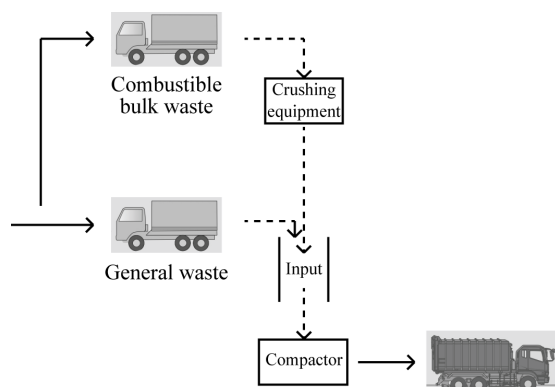 Combustible
bulk waste
Crushing
equipment
General waste
Input
Compactor